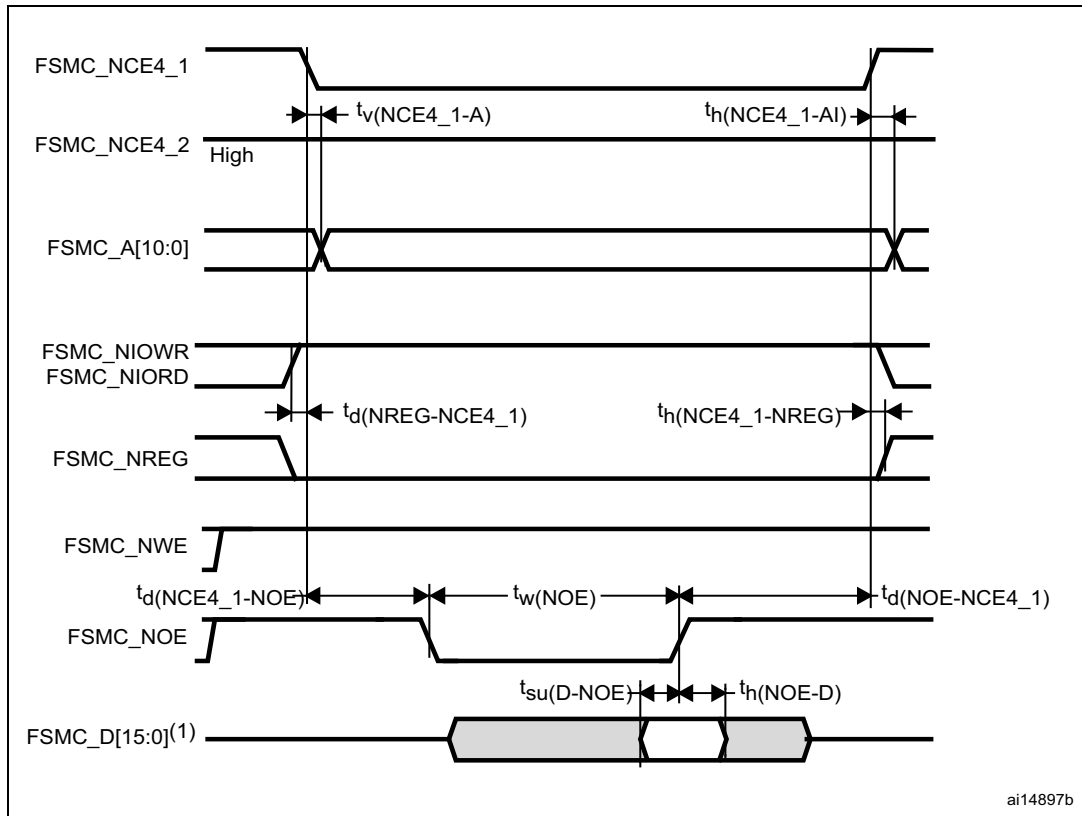 FSMC_NCE4_1
tv(NCE4_1-A)
th(NCE4_1-AI)
FSMC_NCE4_2
High
FSMC_A[10:0]
FSMC_NIOWR
FSMC_NIORD
td(NREG-NCE4_1)
th(NCE4_1-NREG)
FSMC_NREG
FSMC_NWE
td(NCE4_1-NOE)
tw(NOE)
td(NOE-NCE4_1)
FSMC_NOE
tsu(D-NOE)
th(NOE-D)
FSMC_D[15:0](1)
ai14897b